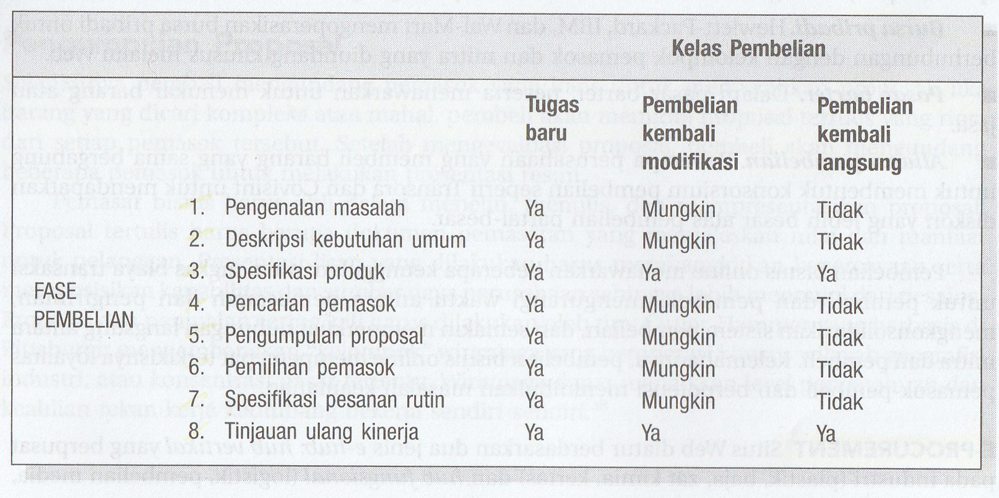 Kelas Pembelian
Tugas baru Pembelian kembali modifikasi Pembelian kembali langsung
FASE PEMBELIAN
1. Pengenalan masalah Ya Mungkin Tidak
2. Deskripsi kebutuhan umum Ya Mungkin Tidak
3. Spesifikasi produk Ya Ya Ya
4. Pencarian pemasok Ya Mungkin Tidak
5. Pengumpulan proposal Ya Mungkin Tidak
6. Pemilihan pemasok Ya Mungkin Tidak
7. Spesifikasi pesanan rutin Ya Mungkin Tidak
8. Tinjauan ulang kinerja Ya Ya Ya